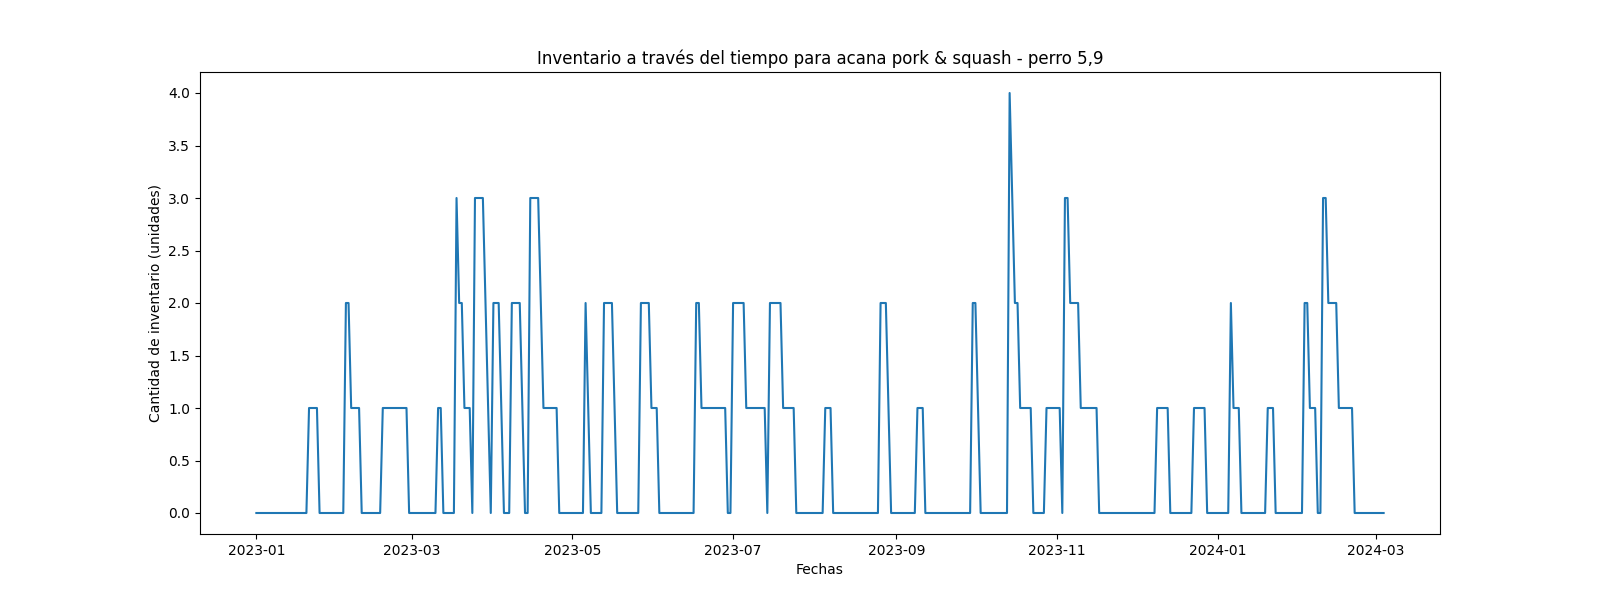 Inventario a través del tiempo para acana pork & squash - perro 5,9
Cantidad de inventario (unidades)
4.0
3.5
3.0
2.5
2.0
1.5
1.0
0.5
0.0
2023-01 2023-03 2023-05 2023-07 2023-09 2023-11 2024-01 2024-03
Fechas